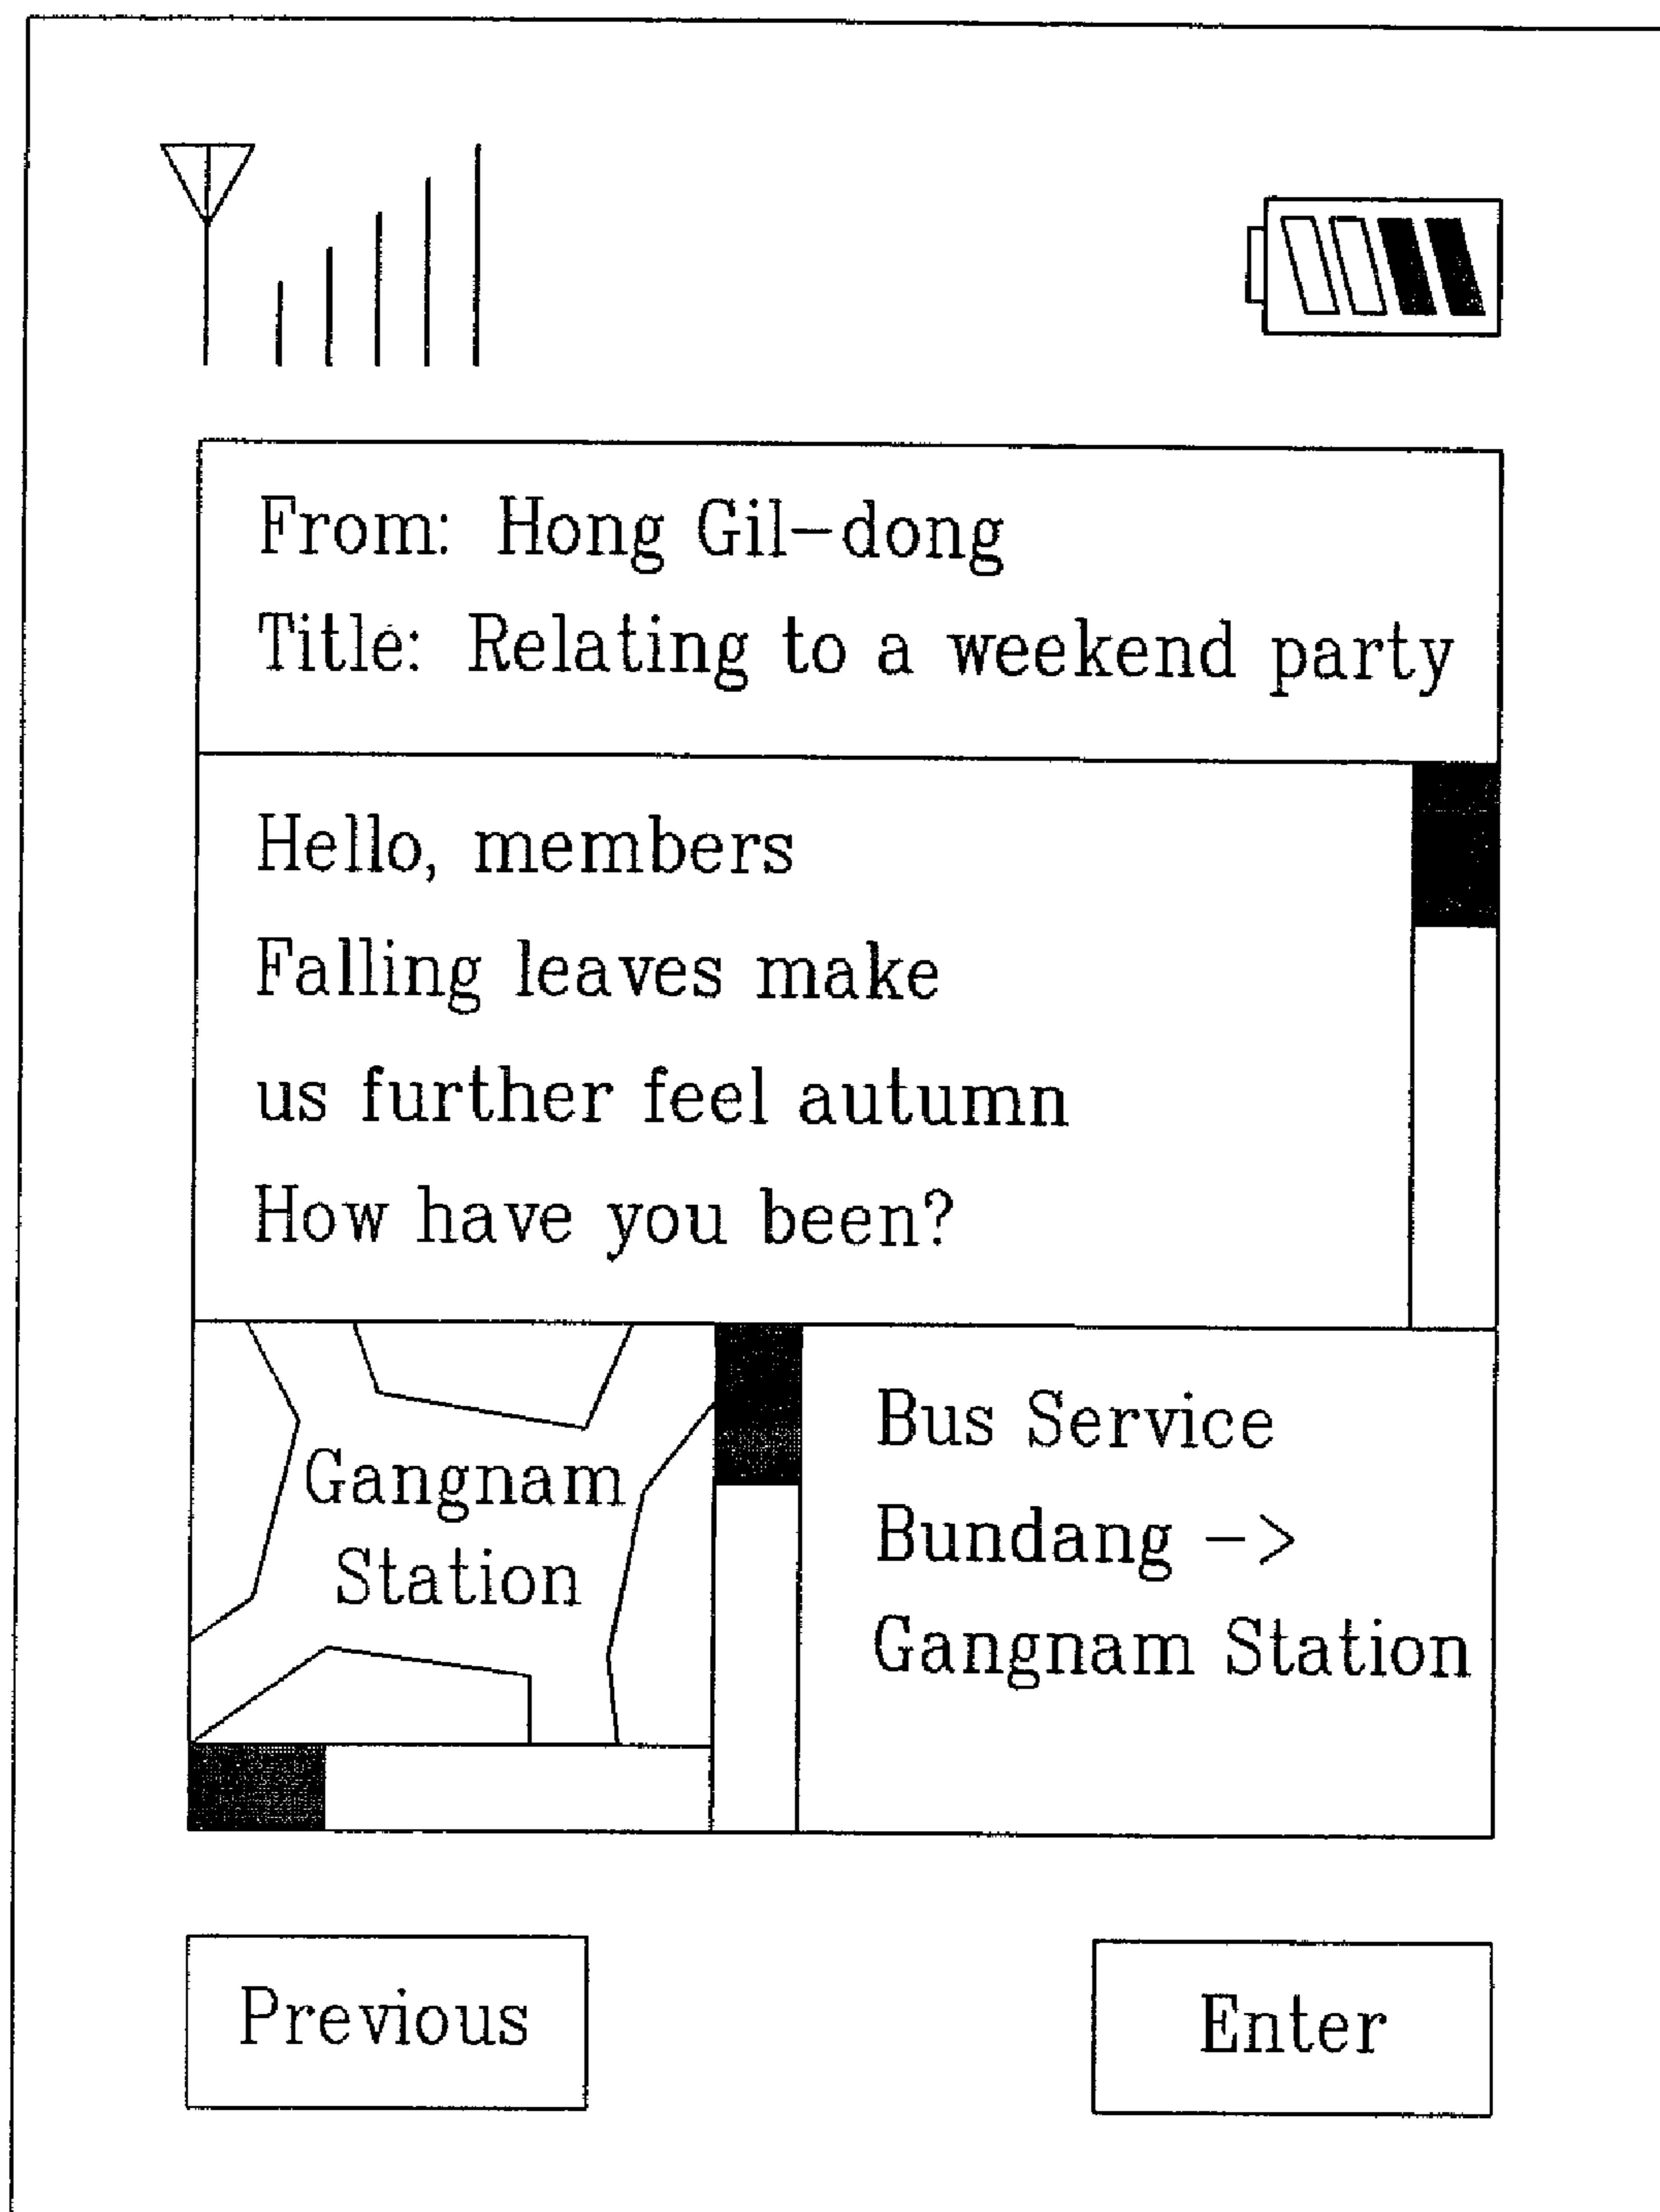 From: Hong Gil-dong
Title: Relating to a weekend party
Hello, members
Falling leaves make
us further feel autumn
How have you been?
Gangnam
Station
Bus Service
Bundang ->
Gangnam Station
Previous
Enter